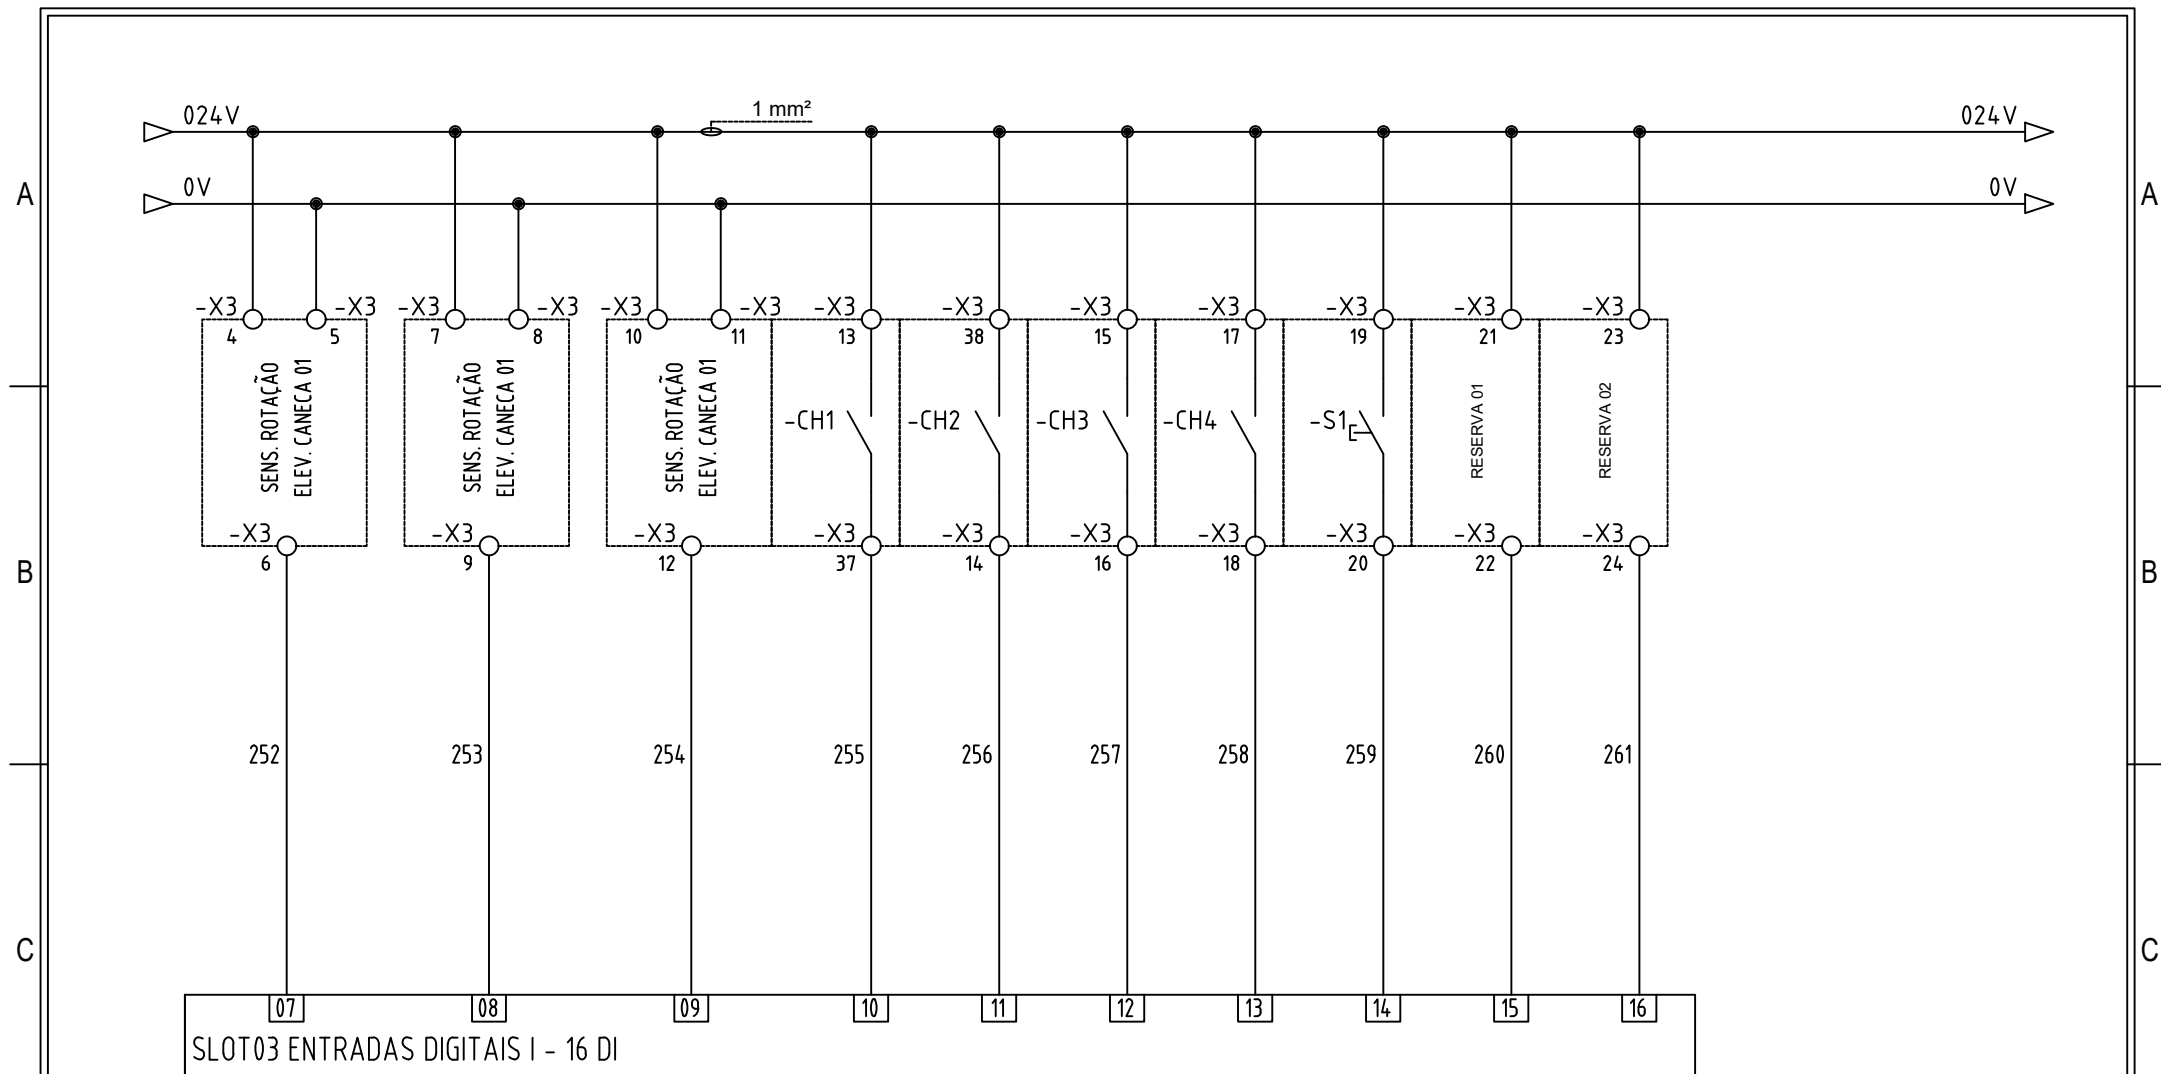 1 mm²
024V 024V
A 0V 0V A
-X3 -X3 -X3 -X3 -X3 -X3 -X3 -X3 -X3 -X3 -X3 -X3 -X3
4 5 7 8 10 11 13 38 15 17 19 21 23
SENS. ROTAÇÃO
ELEV. CANECA 01
SENS. ROTAÇÃO
ELEV. CANECA 01
SENS. ROTAÇÃO
ELEV. CANECA 01
-CH1 -CH2 -CH3 -CH4 -S1
RESERVA 01
RESERVA 02
-X3 -X3 -X3 -X3 -X3 -X3 -X3 -X3 -X3 -X3
6 9 12 37 14 16 18 20 22 24
B B
252 253 254 255 256 257 258 259 260 261
C C
07 08 09 10 11 12 13 14 15 16
SLOT03 ENTRADAS DIGITAIS I - 16 DI